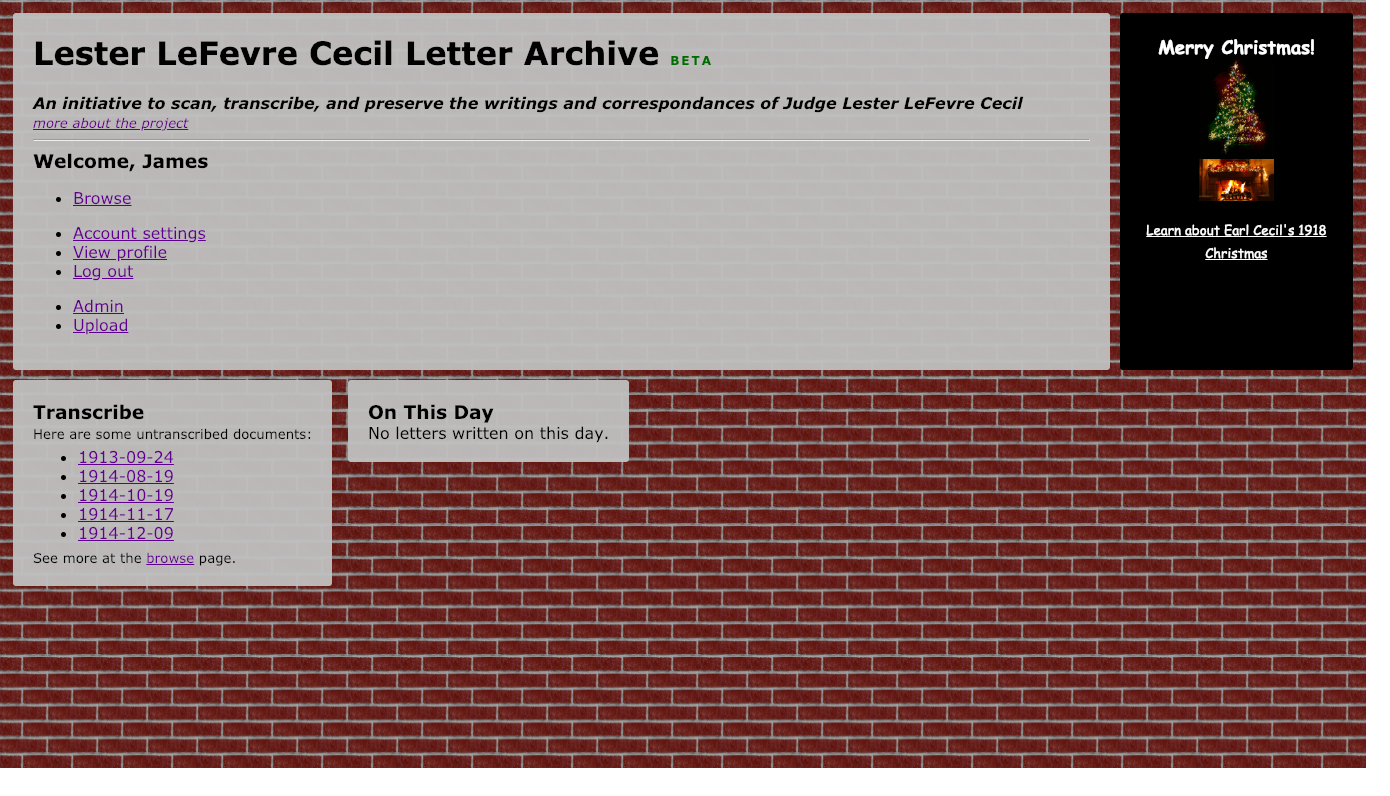 Lester LeFevre Cecil Letter Archive BETA
An initiative to scan, transcribe, and preserve the writings and correspondances of Judge Lester LeFevre Cecil
more about the project
Welcome, James
Browse
Account settings
View profile
Log out
Admin
Upload
Merry Christmas!
Learn about Earl Cecil's 1918
Christmas
Transcribe
Here are some untranscribed documents:
1913-09-24
1914-08-19
1914-10-19
1914-11-17
1914-12-09
See more at the browse page.
On This Day
No letters written on this day.